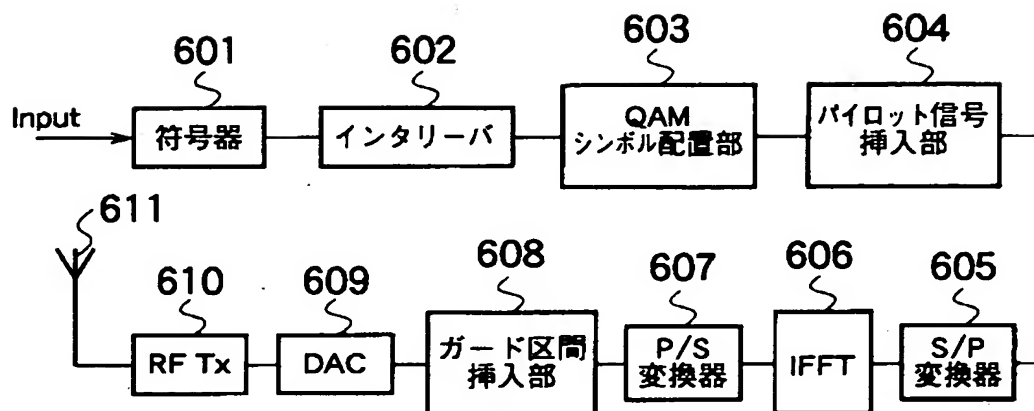 601
602
603
604
Input
符号器
インタリーバ
QAM
シンボル配置部
パイロット信号
挿入部
611
610
609
608
607
606
605
RF Tx
DAC
ガード区間
挿入部
P/S
変換器
IFFT
S/P
変換器